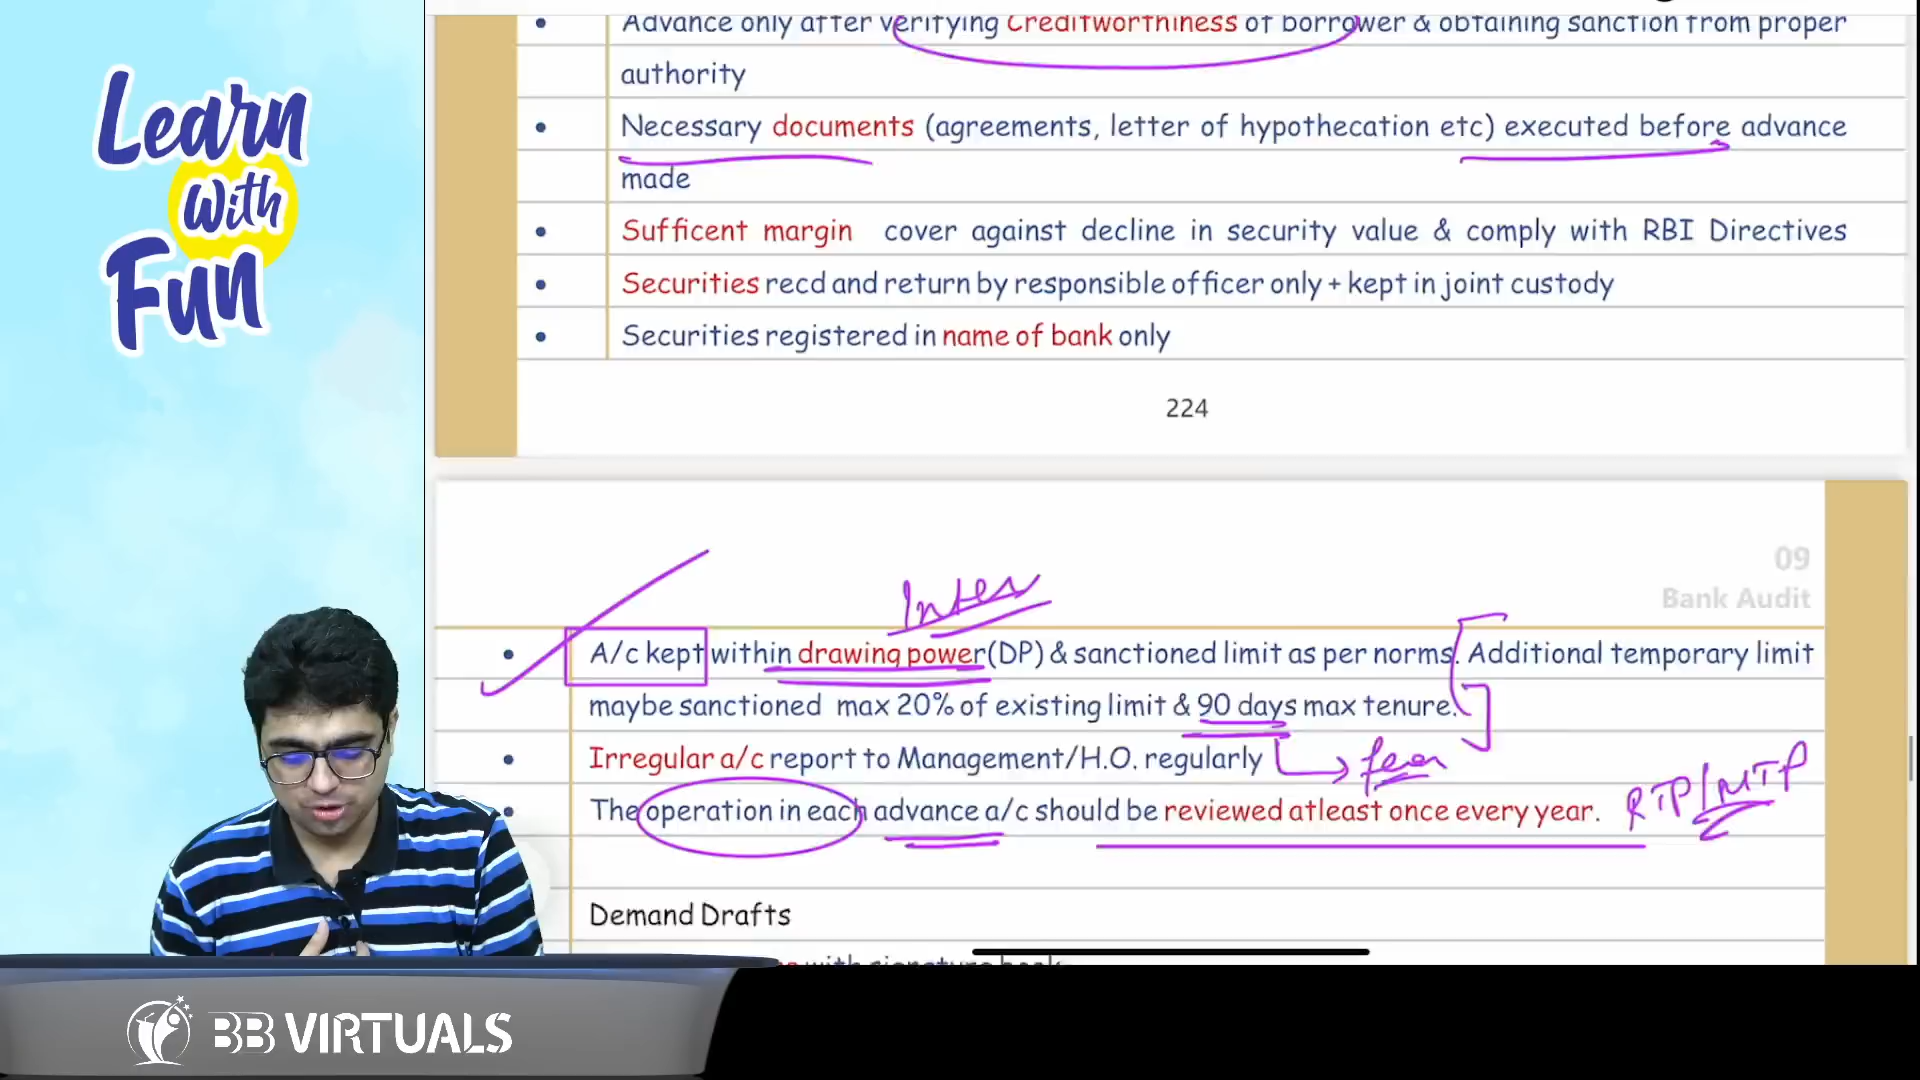 Learn
with
Fun
Advance only after verifying Creditworthiness of borrower & obtaining sanction from proper
authority
Necessary documents (agreements, letter of hypothecation etc) executed before advance
made
Sufficent margin cover against decline in security value & comply with RBI Directives
Securities recd and return by responsible officer only + kept in joint custody
Securities registered in name of bank only
224
09
Bank Audit
Inter
A/c kept within drawing power(DP) & sanctioned limit as per norms. Additional temporary limit
maybe sanctioned max 20% of existing limit & 90 days max tenure.
Irregular a/c report to Management/H.O. regularly
The operation in each advance a/c should be reviewed atleast once every year.
RTP/MTP
Demand Drafts
with signature book
BB VIRTUALS